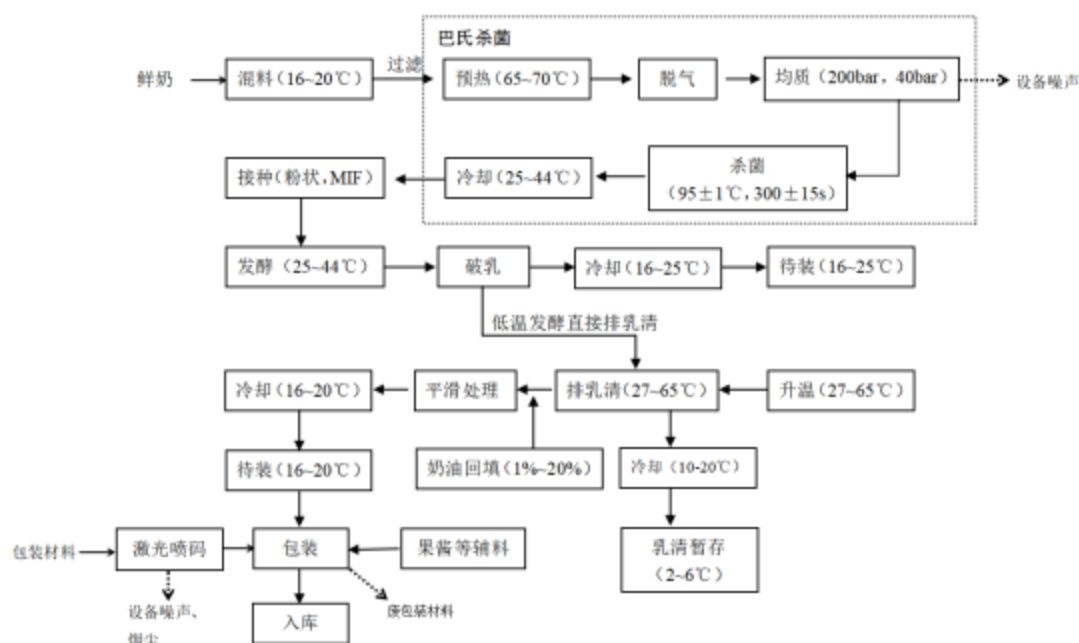 巴氏杀菌
鲜奶
混料(16~20℃)
过滤
预热(65~70℃)
脱气
均质(200bar，40bar)
设备噪声
接种(粉状，MIF)
冷却(25~44℃)
杀菌
(95±1℃，300±15s)
发酵（25~44℃）
破乳
冷却(16~25℃)
待装(16~25℃)
低温发酵直接排乳清
冷却(16~20℃)
平滑处理
排乳清(27~65℃)
升温(27~65℃)
待装(16~20℃)
奶油回填(1%~20%)
冷却（10-20℃）
包装材料
激光喷码
包装
果酱等辅料
乳清暂存
（2~6℃）
设备噪声、
烟尘
废包装材料
入库